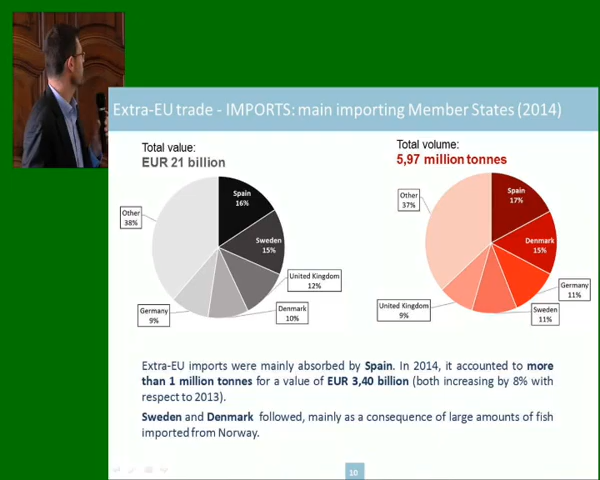 Extra-EU trade - IMPORTS: main importing Member States (2014)
Total value:
EUR 21 billion
Total volume:
5,97 million tonnes
Spain
16%
Sweden
15%
United Kingdom
12%
Denmark
10%
Germany
9%
Other
38%
Spain
17%
Denmark
15%
Germany
11%
Sweden
11%
United Kingdom
9%
Other
37%
Extra-EU imports were mainly absorbed by Spain. In 2014, it accounted to more
than 1 million tonnes for a value of EUR 3,40 billion (both increasing by 8% with
respect to 2013).
Sweden and Denmark followed, mainly as a consequence of large amounts of fish
imported from Norway.
10